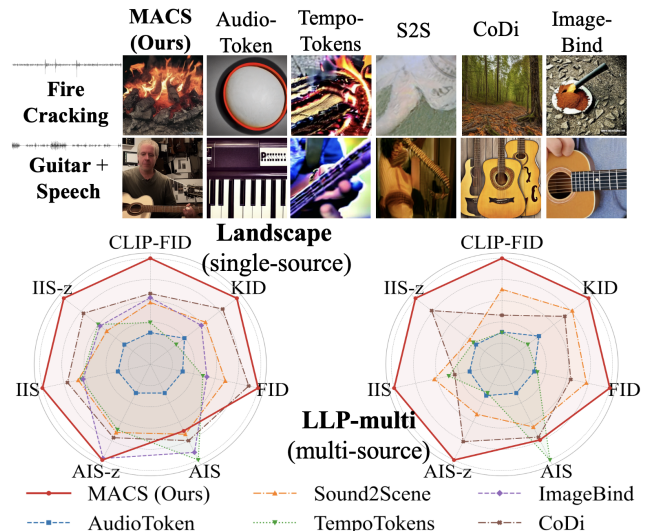 MACS
(Ours)
Audio-
Token
Tempo-
Tokens
S2S
CoDi
Image-
Bind
Fire
Cracking
Guitar +
Speech
Landscape
(single-source)
CLIP-FID
KID
FID
AIS
AIS-z
IIS
IIS-z
LLP-multi
(multi-source)
CLIP-FID
KID
FID
AIS
AIS-z
IIS
IIS-z
MACS (Ours)
Sound2Scene
ImageBind
AudioToken
TempoTokens
CoDi